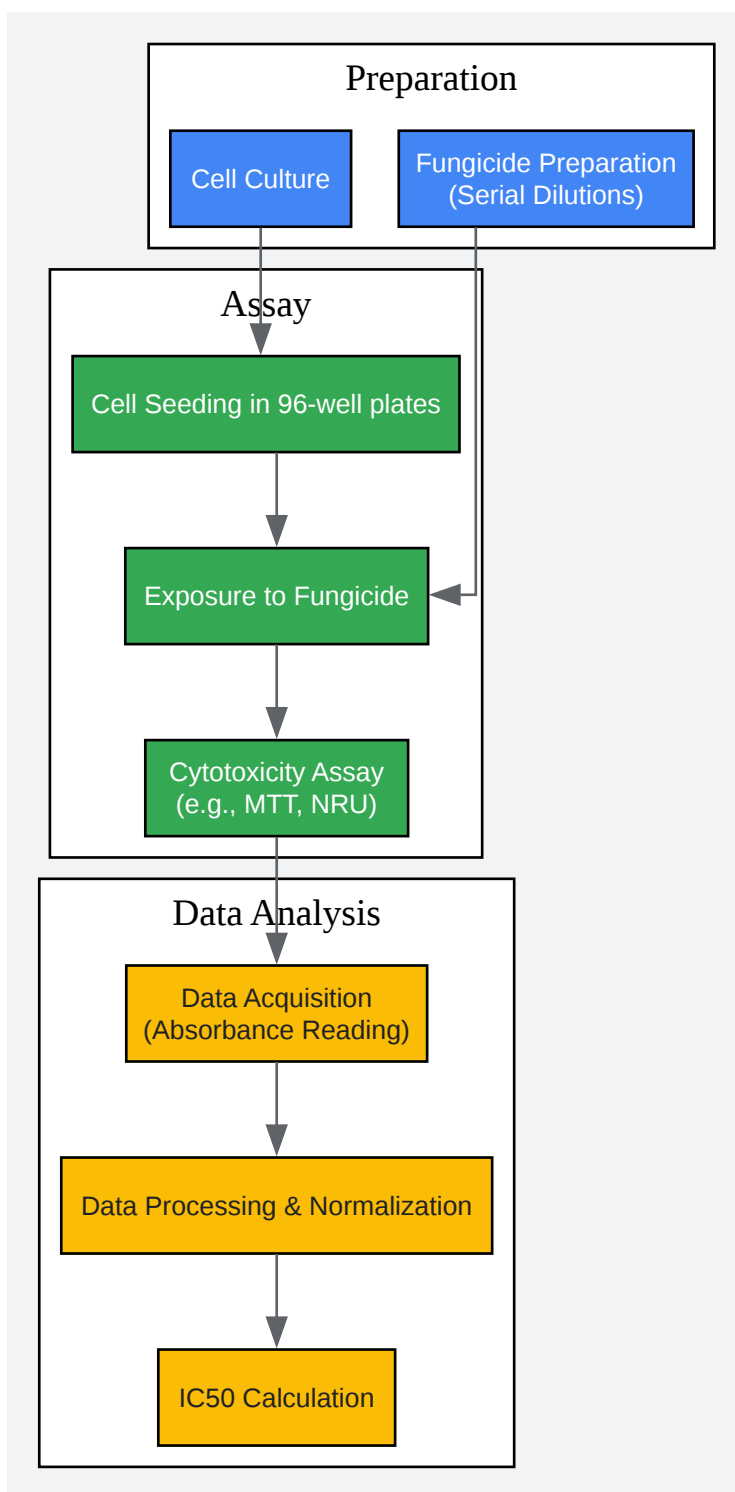 Preparation
Cell Culture
Fungicide Preparation
(Serial Dilutions)
Assay
Cell Seeding in 96-well plates
Exposure to Fungicide
Cytotoxicity Assay
(e.g., MTT, NRU)
Data Analysis
Data Acquisition
(Absorbance Reading)
Data Processing & Normalization
IC50 Calculation